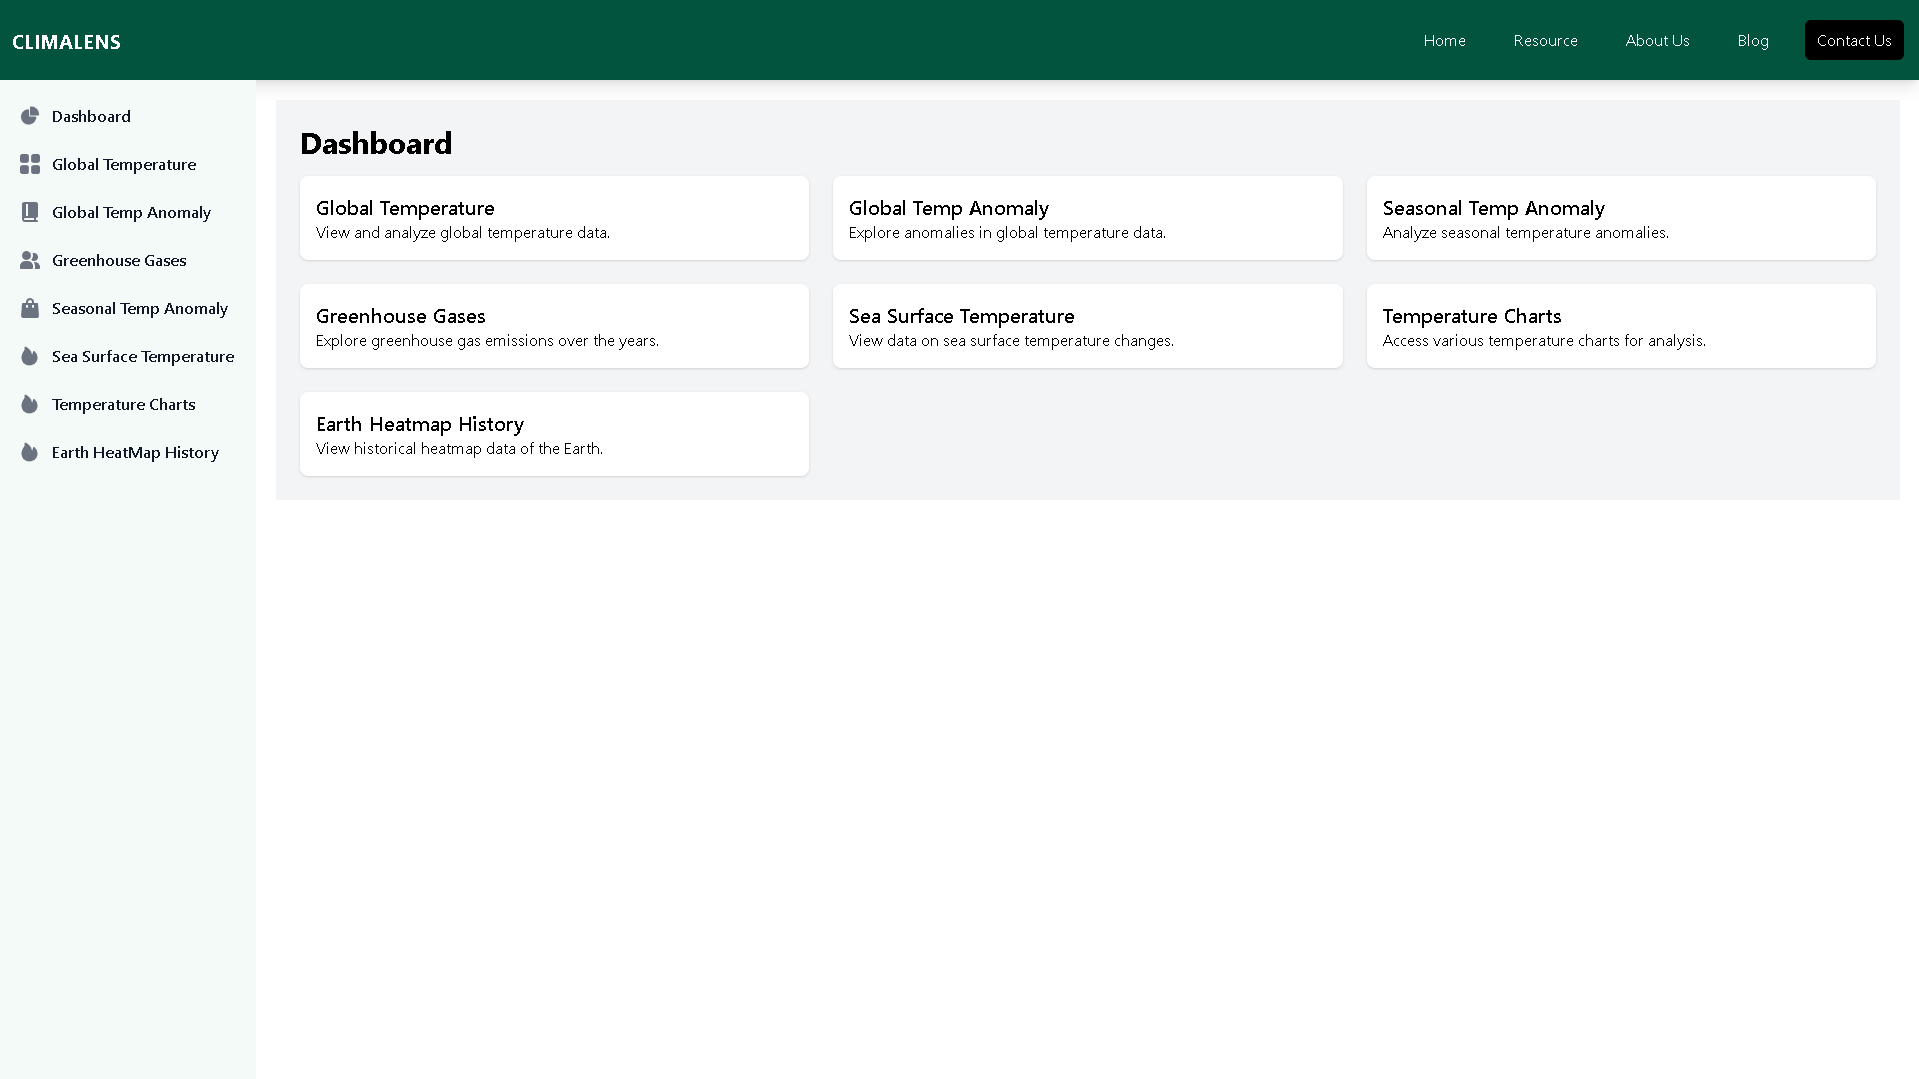 CLIMALENS
Home
Resource
About Us
Blog
Contact Us
Dashboard
Global Temperature
Global Temp Anomaly
Greenhouse Gases
Seasonal Temp Anomaly
Sea Surface Temperature
Temperature Charts
Earth HeatMap History
Dashboard
Global Temperature
View and analyze global temperature data.
Global Temp Anomaly
Explore anomalies in global temperature data.
Seasonal Temp Anomaly
Analyze seasonal temperature anomalies.
Greenhouse Gases
Explore greenhouse gas emissions over the years.
Sea Surface Temperature
View data on sea surface temperature changes.
Temperature Charts
Access various temperature charts for analysis.
Earth Heatmap History
View historical heatmap data of the Earth.